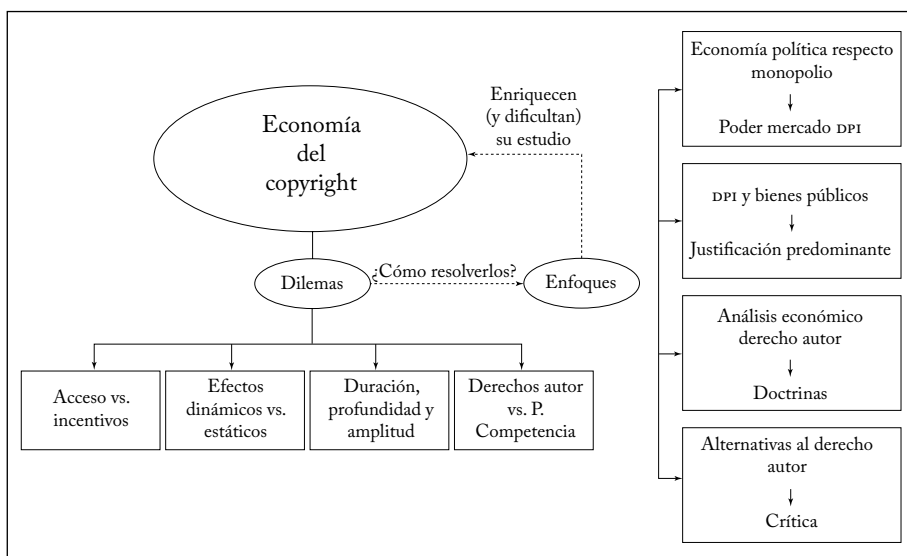 Economía
del
copyright
Enriquecen
(y dificultan)
su estudio
Dilemas
¿Cómo resolverlos?
Enfoques
Acceso vs.
incentivos
Efectos
dinámicos vs.
estáticos
Duración,
profundidad y
amplitud
Derechos autor
vs. P.
Competencia
Economía política respecto
monopolio
Poder mercado DPI
DPI y bienes públicos
Justificación predominante
Análisis económico
derecho autor
Doctrinas
Alternativas al derecho
autor
Crítica